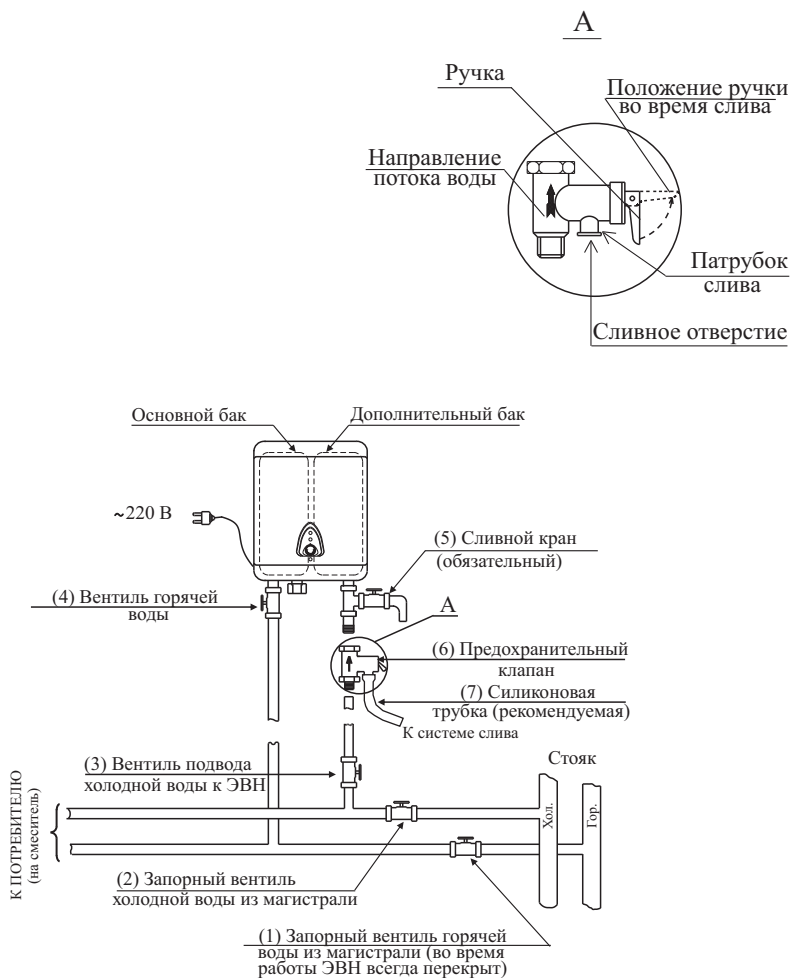 А
Ручка
Положение ручки
во время слива
Направление
потока воды
Патрубок
слива
Сливное отверстие
Основной бак
Дополнительный бак
~220 В
(5) Сливной кран
(обязательный)
(4) Вентиль горячей
воды
А
(6) Предохранительный
клапан
(7) Силиконовая
трубка (рекомендуемая)
К системе слива
(3) Вентиль подвода
холодной воды к ЭВН
Стояк
Хол.
Гор.
К ПОТРЕБИТЕЛЮ
(на смеситель)
(2) Запорный вентиль
холодной воды из магистрали
(1) Запорный вентиль горячей
воды из магистрали (во время
работы ЭВН всегда перекрыт)